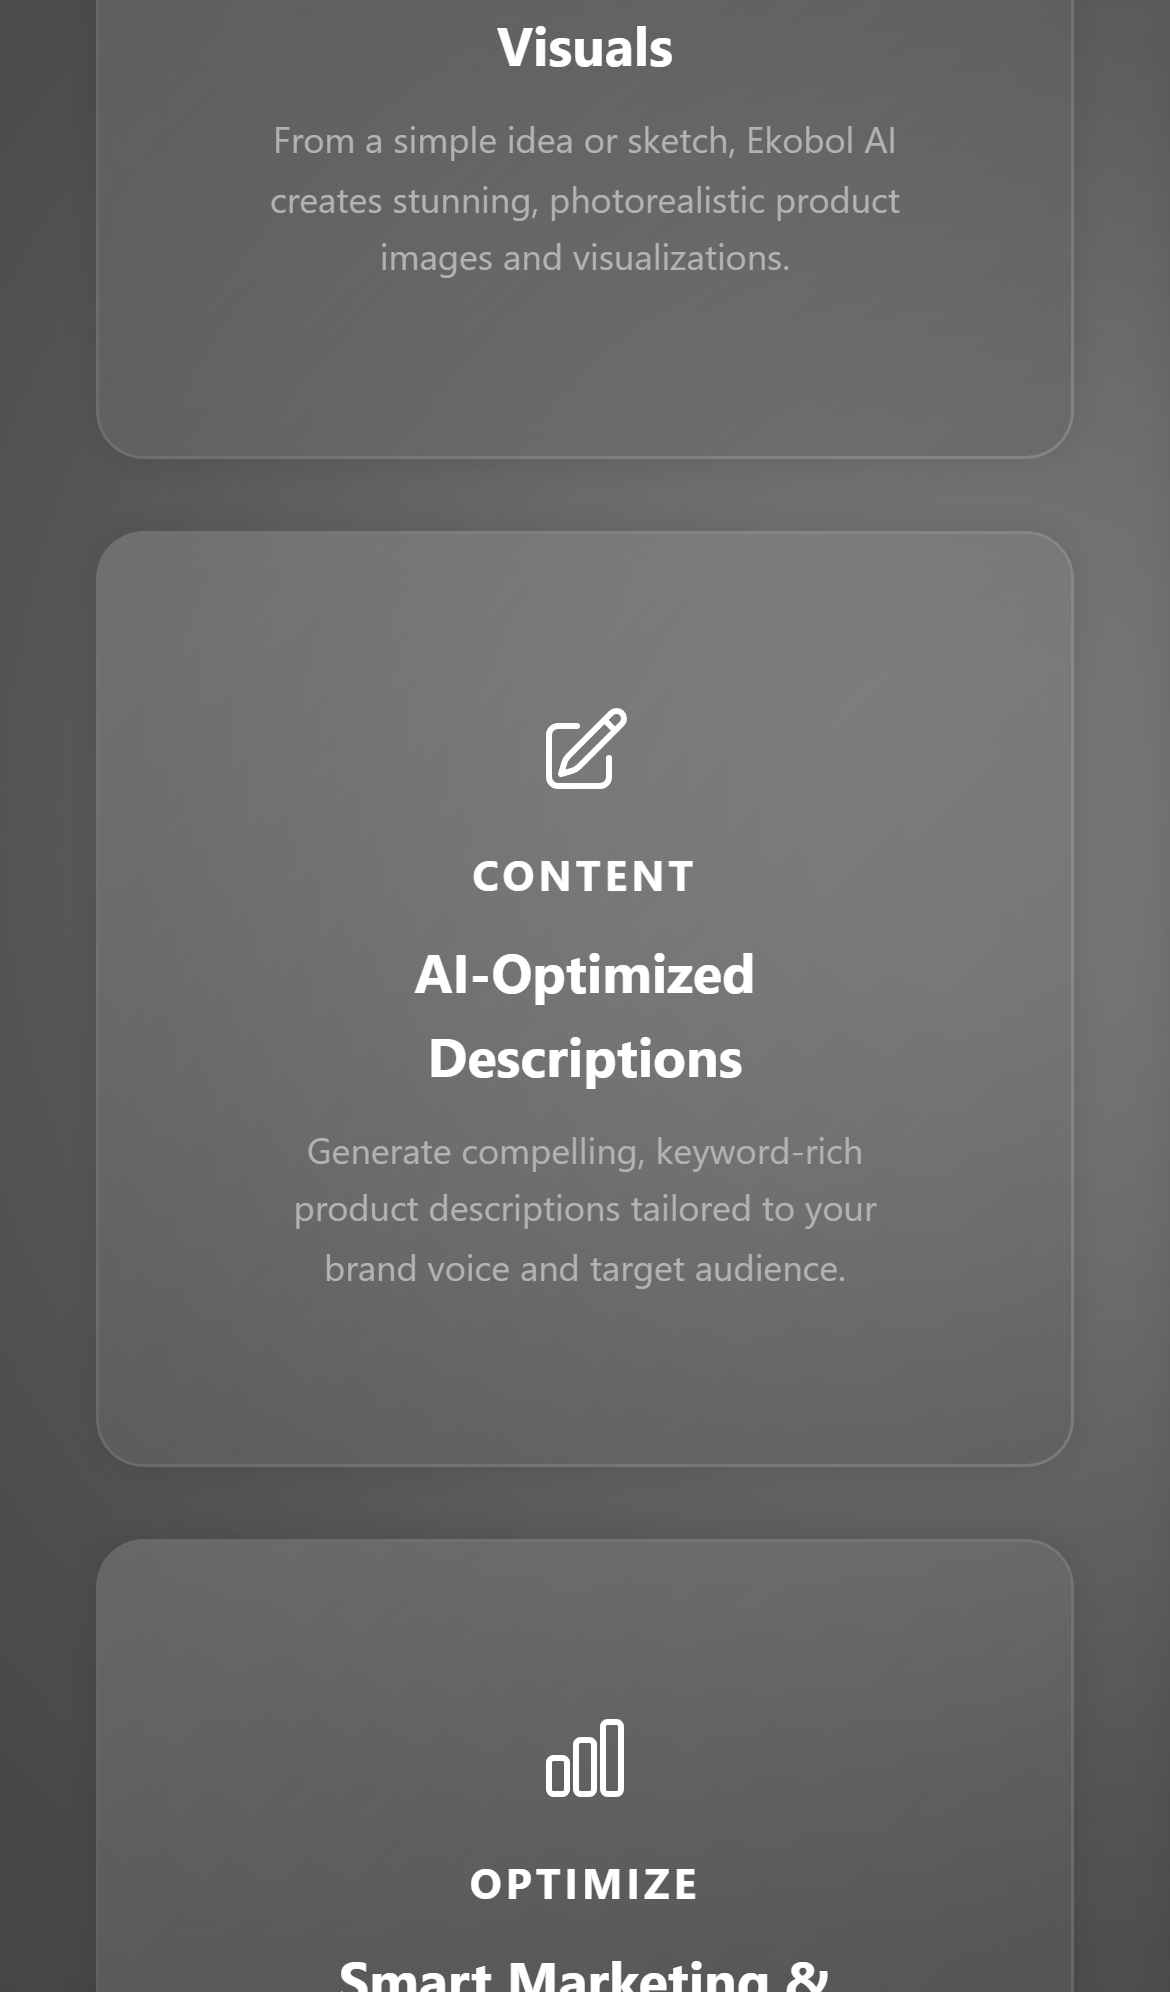 Visuals
From a simple idea or sketch, Ekobol AI
creates stunning, photorealistic product
images and visualizations.
CONTENT
AI-Optimized
Descriptions
Generate compelling, keyword-rich
product descriptions tailored to your
brand voice and target audience.
OPTIMIZE
Smart Marketing &